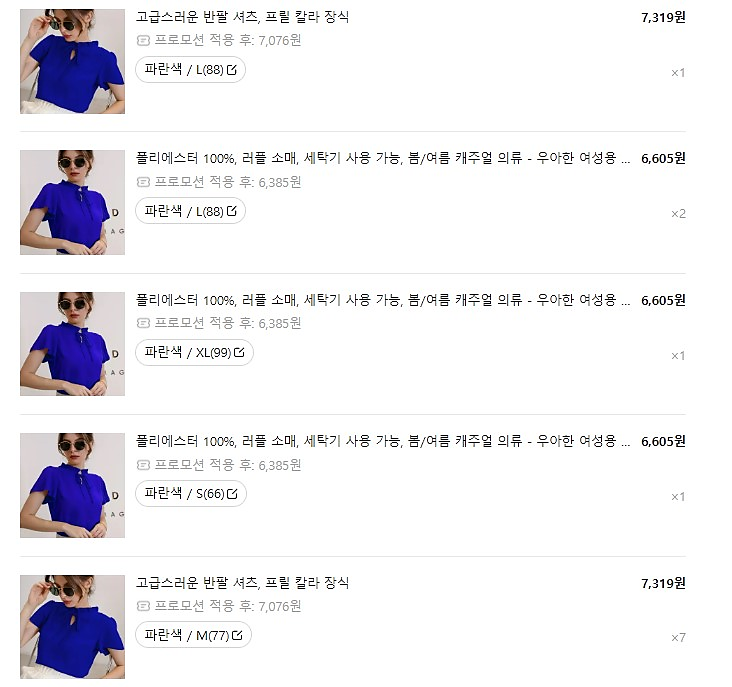 고급스러운 반팔 셔츠, 프릴 칼라 장식 7,319원
프로모션 적용 후: 7,076원
파란색 / L(88)
×1
폴리에스터 100%, 러플 소매, 세탁기 사용 가능, 봄/여름 캐주얼 의류 - 우아한 여성용 ... 6,605원
프로모션 적용 후: 6,385원
파란색 / L(88)
×2
D
AG
폴리에스터 100%, 러플 소매, 세탁기 사용 가능, 봄/여름 캐주얼 의류 - 우아한 여성용 ... 6,605원
프로모션 적용 후: 6,385원
파란색 / XL(99)
×1
D
AG
폴리에스터 100%, 러플 소매, 세탁기 사용 가능, 봄/여름 캐주얼 의류 - 우아한 여성용 ... 6,605원
프로모션 적용 후: 6,385원
파란색 / S(66)
×1
D
AG
고급스러운 반팔 셔츠, 프릴 칼라 장식 7,319원
프로모션 적용 후: 7,076원
파란색 / M(77)
×7